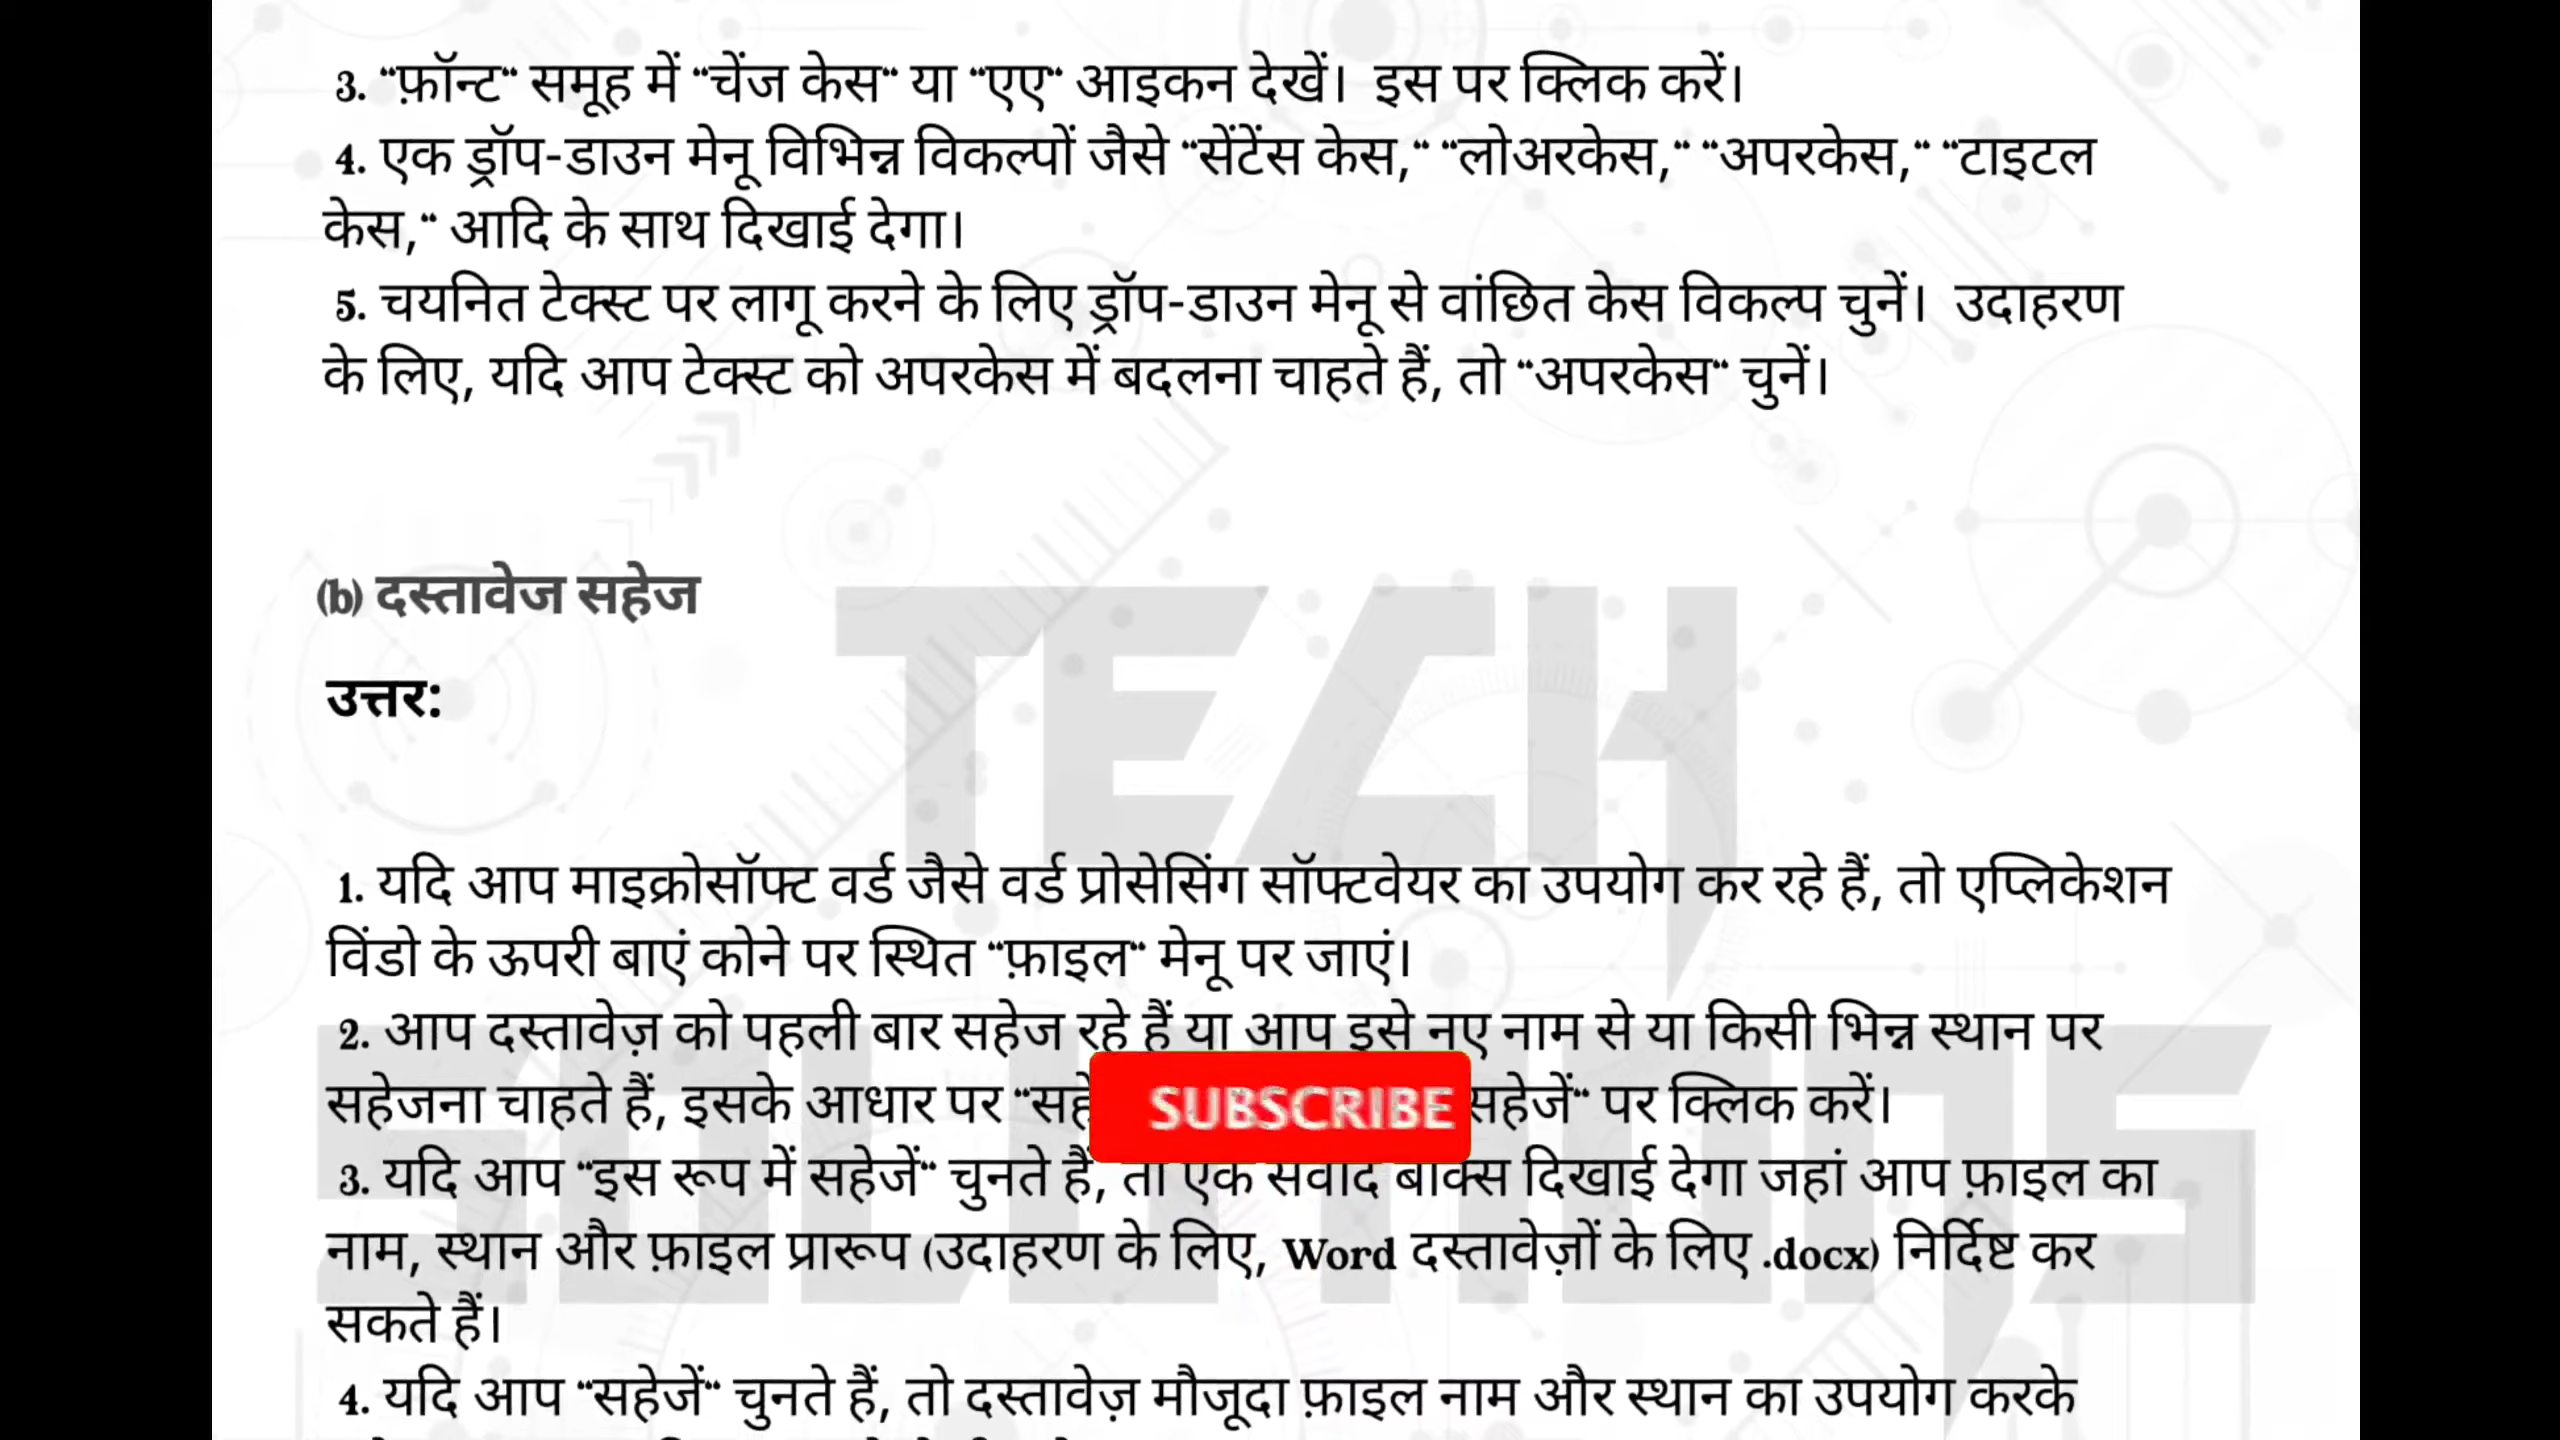 3. "फ़ॉन्ट" समूह में "चेंज केस" या "एए" आइकन देखें।  इस पर क्लिक करें।
4. एक ड्रॉप-डाउन मेनू विभिन्न विकल्पों जैसे "सेंटेंस केस," "लोअरकेस," "अपरकेस," "टाइटल
केस," आदि के साथ दिखाई देगा।
5. चयनित टेक्स्ट पर लागू करने के लिए ड्रॉप-डाउन मेनू से वांछित केस विकल्प चुनें।  उदाहरण
के लिए, यदि आप टेक्स्ट को अपरकेस में बदलना चाहते हैं, तो "अपरकेस" चुनें।
(b) दस्तावेज सहेज
TECH
उत्तर:
1. यदि आप माइक्रोसॉफ्ट वर्ड जैसे वर्ड प्रोसेसिंग सॉफ्टवेयर का उपयोग कर रहे हैं, तो एप्लिकेशन
विंडो के ऊपरी बाएं कोने पर स्थित "फ़ाइल" मेनू पर जाएं।
2. आप दस्तावेज़ को पहली बार सहेज रहे हैं या आप इसे नए नाम से या किसी भिन्न स्थान पर
सहेजना चाहते हैं, इसके आधार पर सहेजें" पर क्लिक करें।
SUBSCRIBE
3. यदि आप "इस रूप में सहेजें" चुनते हैं, तो एक संवाद बॉक्स दिखाई देगा जहां आप फ़ाइल का
नाम, स्थान और फ़ाइल प्रारूप (उदाहरण के लिए, Word दस्तावेज़ों के लिए .docx) निर्दिष्ट कर
सकते हैं।
SOLUTIONS
4. यदि आप "सहेजें" चुनते हैं, तो दस्तावेज़ मौजूदा फ़ाइल नाम और स्थान का उपयोग करके